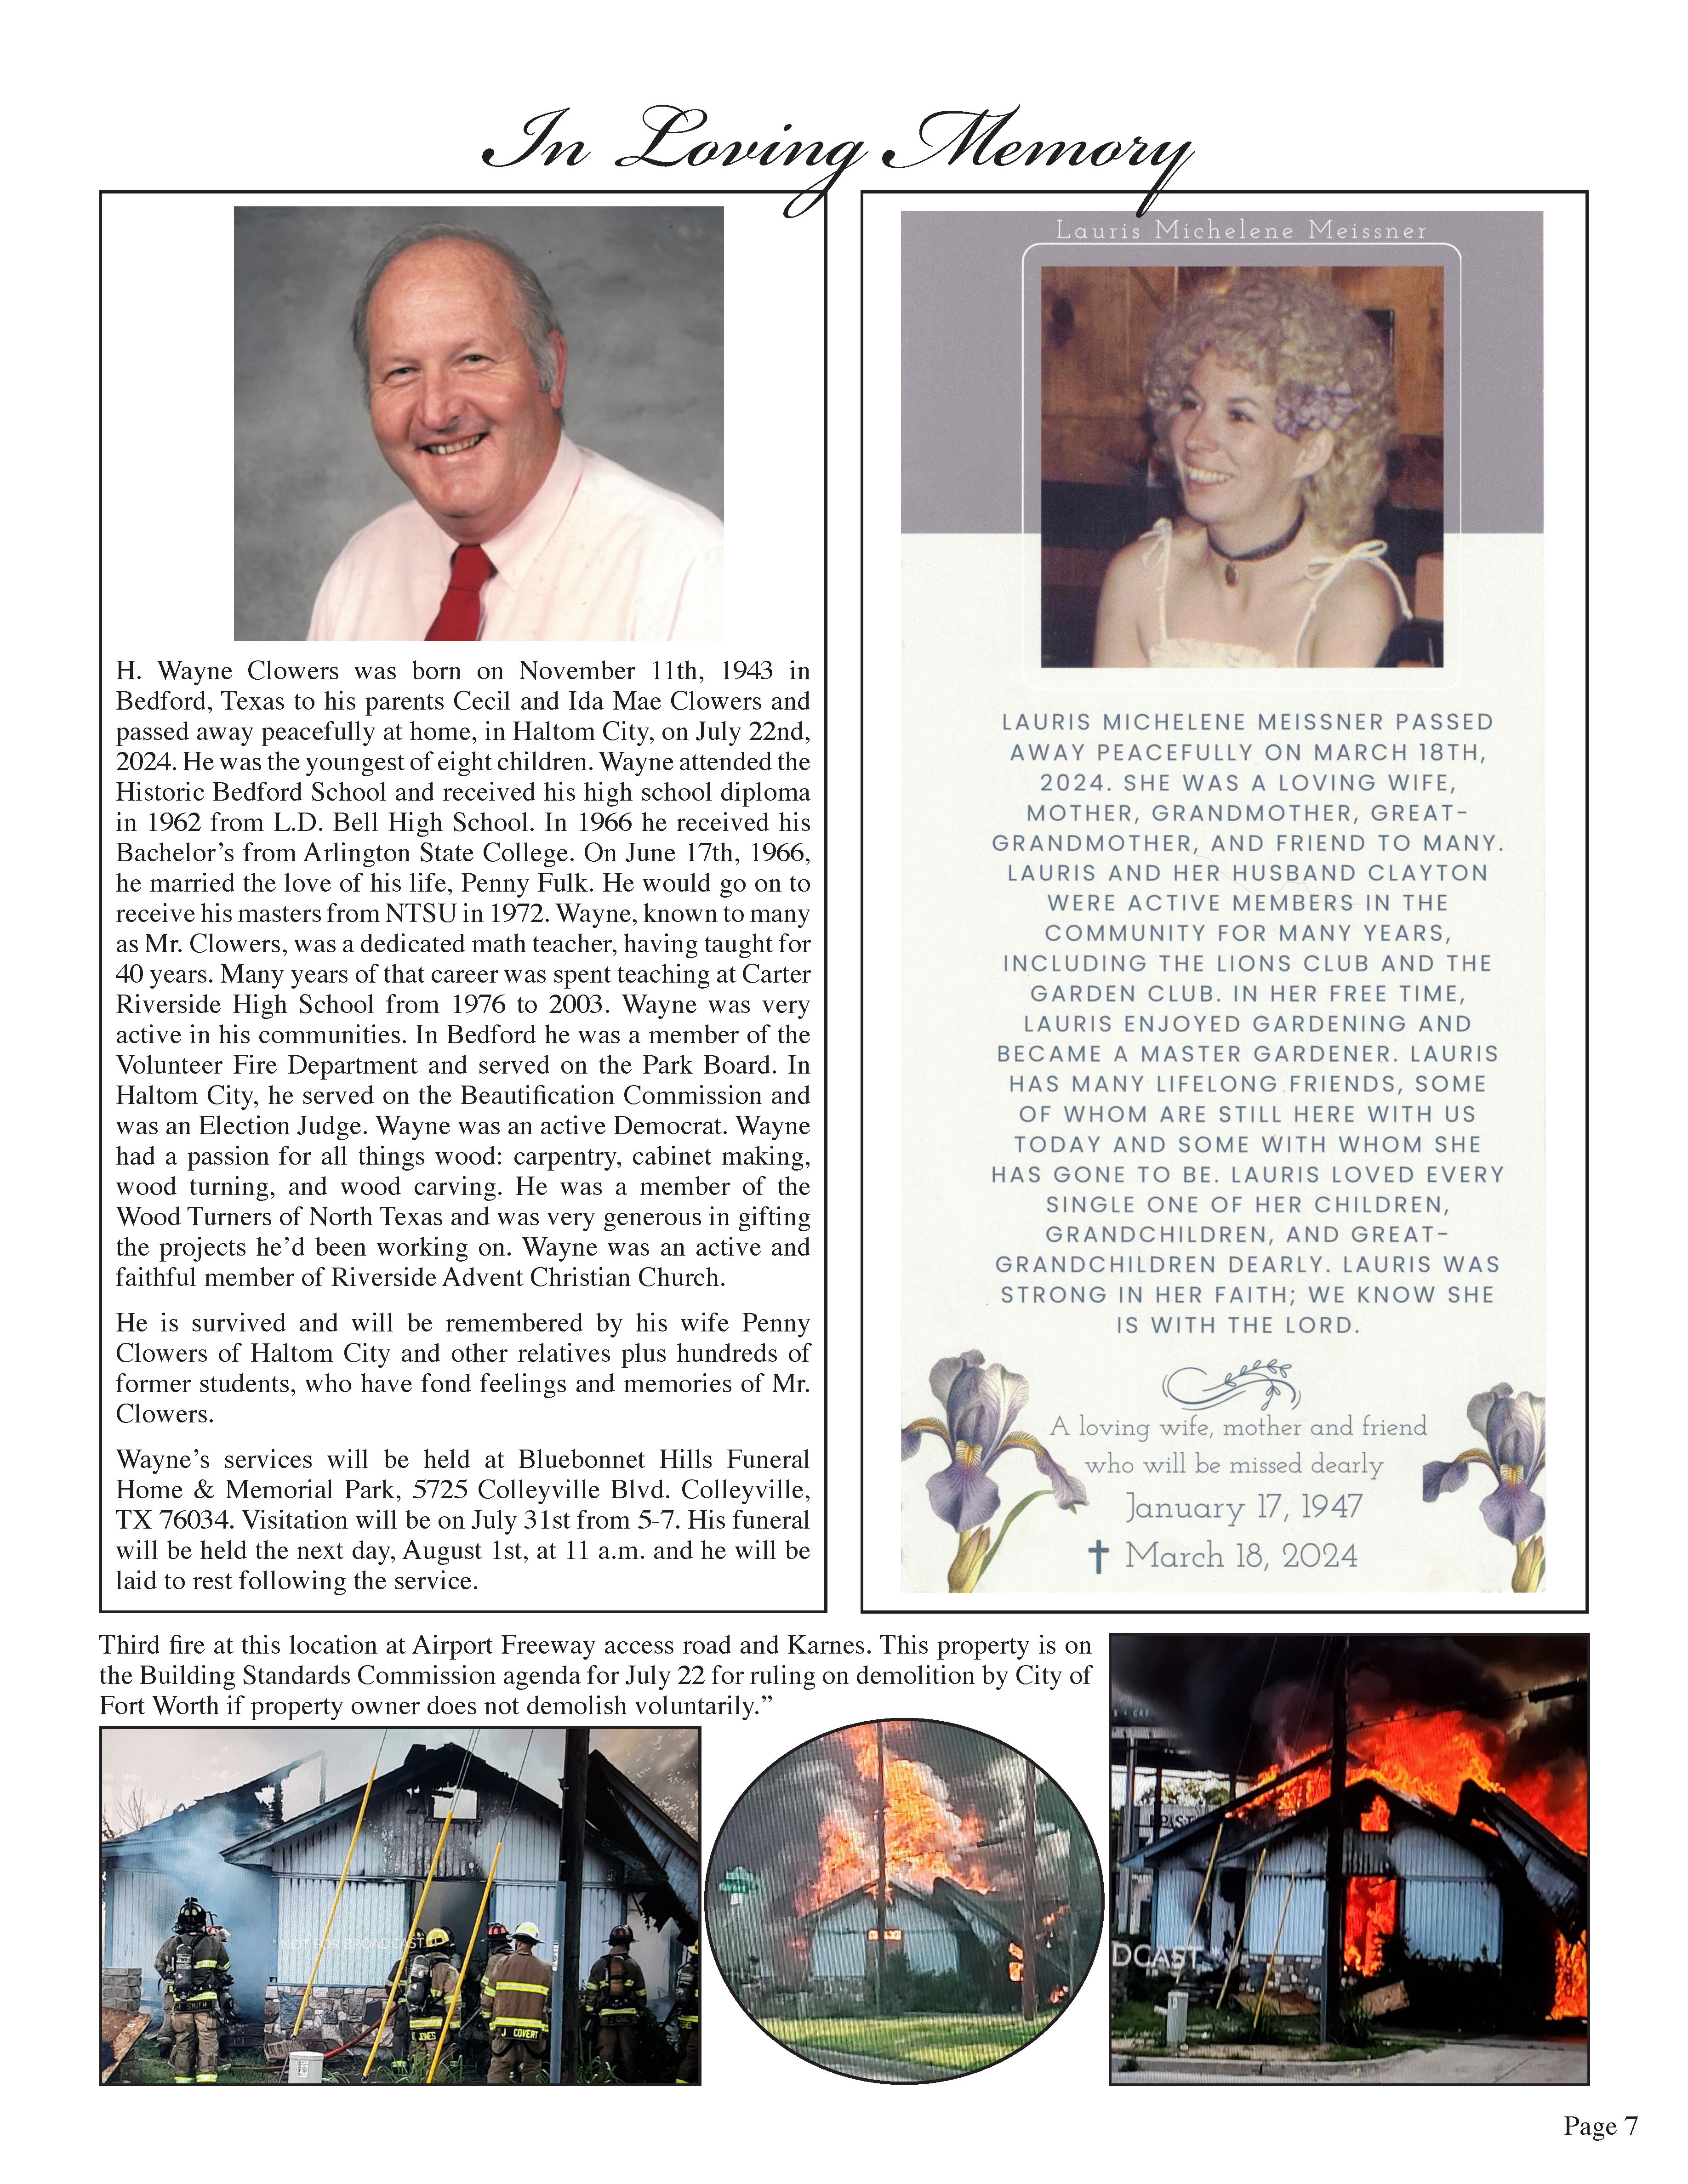 In Loving Memory
H. Wayne Clowers was born on November 11th, 1943 in
Bedford, Texas to his parents Cecil and Ida Mae Clowers and
passed away peacefully at home, in Haltom City, on July 22nd,
2024. He was the youngest of eight children. Wayne attended the
Historic Bedford School and received his high school diploma
in 1962 from L.D. Bell High School. In 1966 he received his
Bachelor’s from Arlington State College. On June 17th, 1966,
he married the love of his life, Penny Fulk. He would go on to
receive his masters from NTSU in 1972. Wayne, known to many
as Mr. Clowers, was a dedicated math teacher, having taught for
40 years. Many years of that career was spent teaching at Carter
Riverside High School from 1976 to 2003. Wayne was very
active in his communities. In Bedford he was a member of the
Volunteer Fire Department and served on the Park Board. In
Haltom City, he served on the Beautification Commission and
was an Election Judge. Wayne was an active Democrat. Wayne
had a passion for all things wood: carpentry, cabinet making,
wood turning, and wood carving. He was a member of the
Wood Turners of North Texas and was very generous in gifting
the projects he’d been working on. Wayne was an active and
faithful member of Riverside Advent Christian Church.
He is survived and will be remembered by his wife Penny
Clowers of Haltom City and other relatives plus hundreds of
former students, who have fond feelings and memories of Mr.
Clowers.
Wayne’s services will be held at Bluebonnet Hills Funeral
Home & Memorial Park, 5725 Colleyville Blvd. Colleyville,
TX 76034. Visitation will be on July 31st from 5-7. His funeral
will be held the next day, August 1st, at 11 a.m. and he will be
laid to rest following the service.
Lauris Michelene Meissner
LAURIS MICHELENE MEISSNER PASSED
AWAY PEACEFULLY ON MARCH 18TH,
2024. SHE WAS A LOVING WIFE,
MOTHER, GRANDMOTHER, GREAT-
GRANDMOTHER, AND FRIEND TO MANY.
LAURIS AND HER HUSBAND CLAYTON
WERE ACTIVE MEMBERS IN THE
COMMUNITY FOR MANY YEARS,
INCLUDING THE LIONS CLUB AND THE
GARDEN CLUB. IN HER FREE TIME,
LAURIS ENJOYED GARDENING AND
BECAME A MASTER GARDENER. LAURIS
HAS MANY LIFELONG FRIENDS, SOME
OF WHOM ARE STILL HERE WITH US
TODAY AND SOME WITH WHOM SHE
HAS GONE TO BE. LAURIS LOVED EVERY
SINGLE ONE OF HER CHILDREN,
GRANDCHILDREN, AND GREAT-
GRANDCHILDREN DEARLY. LAURIS WAS
STRONG IN HER FAITH; WE KNOW SHE
IS WITH THE LORD.
A loving wife, mother and friend
who will be missed dearly
January 17, 1947
March 18, 2024
Third fire at this location at Airport Freeway access road and Karnes. This property is on
the Building Standards Commission agenda for July 22 for ruling on demolition by City of
Fort Worth if property owner does not demolish voluntarily.”
NOT FOR BROADCAST
SMITH
JONES
J COVERT
Karnes
DCAST
Page 7